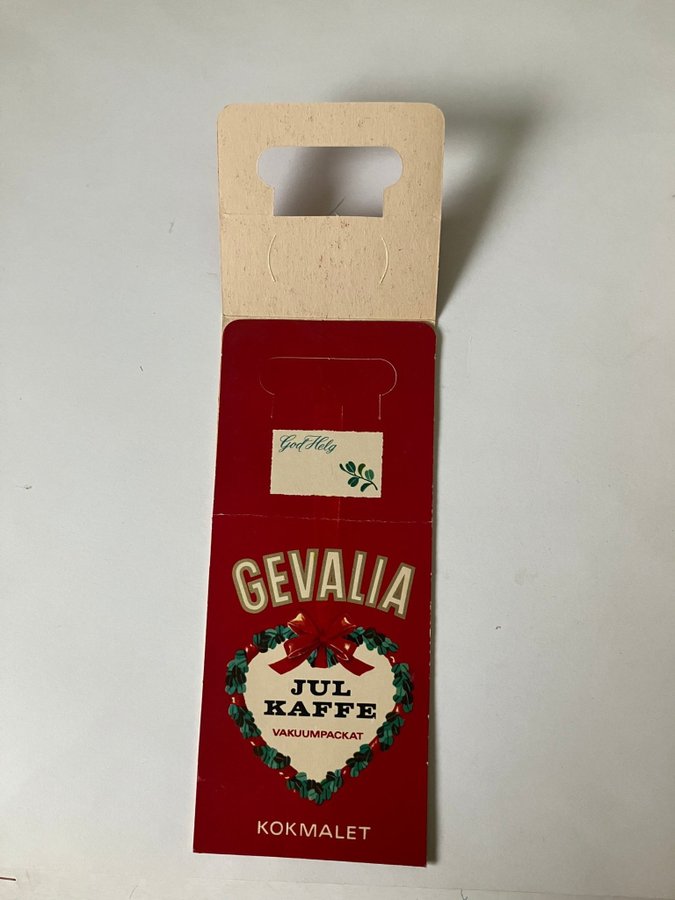 God Helg
GEVALIA
JUL
KAFFE
VAKUUMPACKAT
KOKMALET